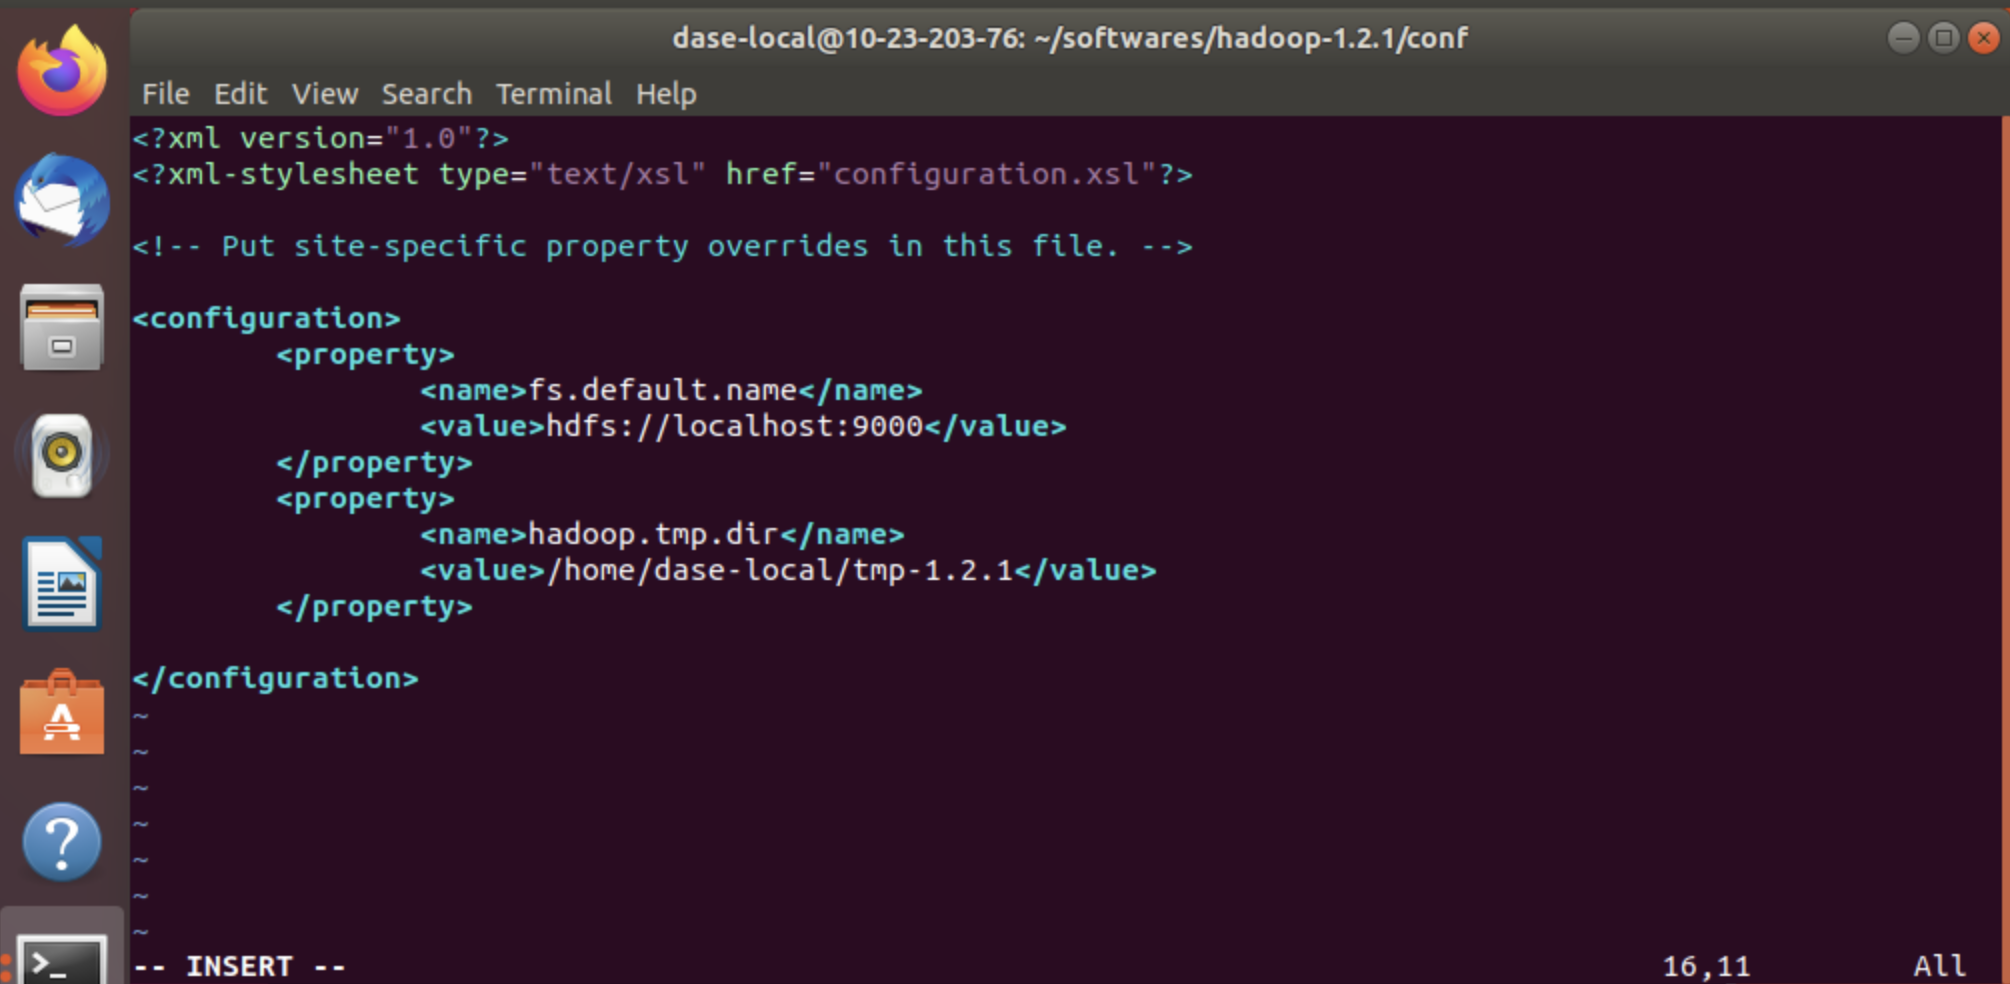 dase-local@10-23-203-76: ~/softwares/hadoop-1.2.1/conf
File Edit View Search Terminal Help
<?xml version="1.0"?>
<?xml-stylesheet type="text/xsl" href="configuration.xsl"?>
<!-- Put site-specific property overrides in this file. -->
<configuration>
<property>
<name>fs.default.name</name>
<value>hdfs://localhost:9000</value>
</property>
<property>
<name>hadoop.tmp.dir</name>
<value>/home/dase-local/tmp-1.2.1</value>
</property>
</configuration>
~
~
~
~
~
~
~
-- INSERT -- 16,11 All